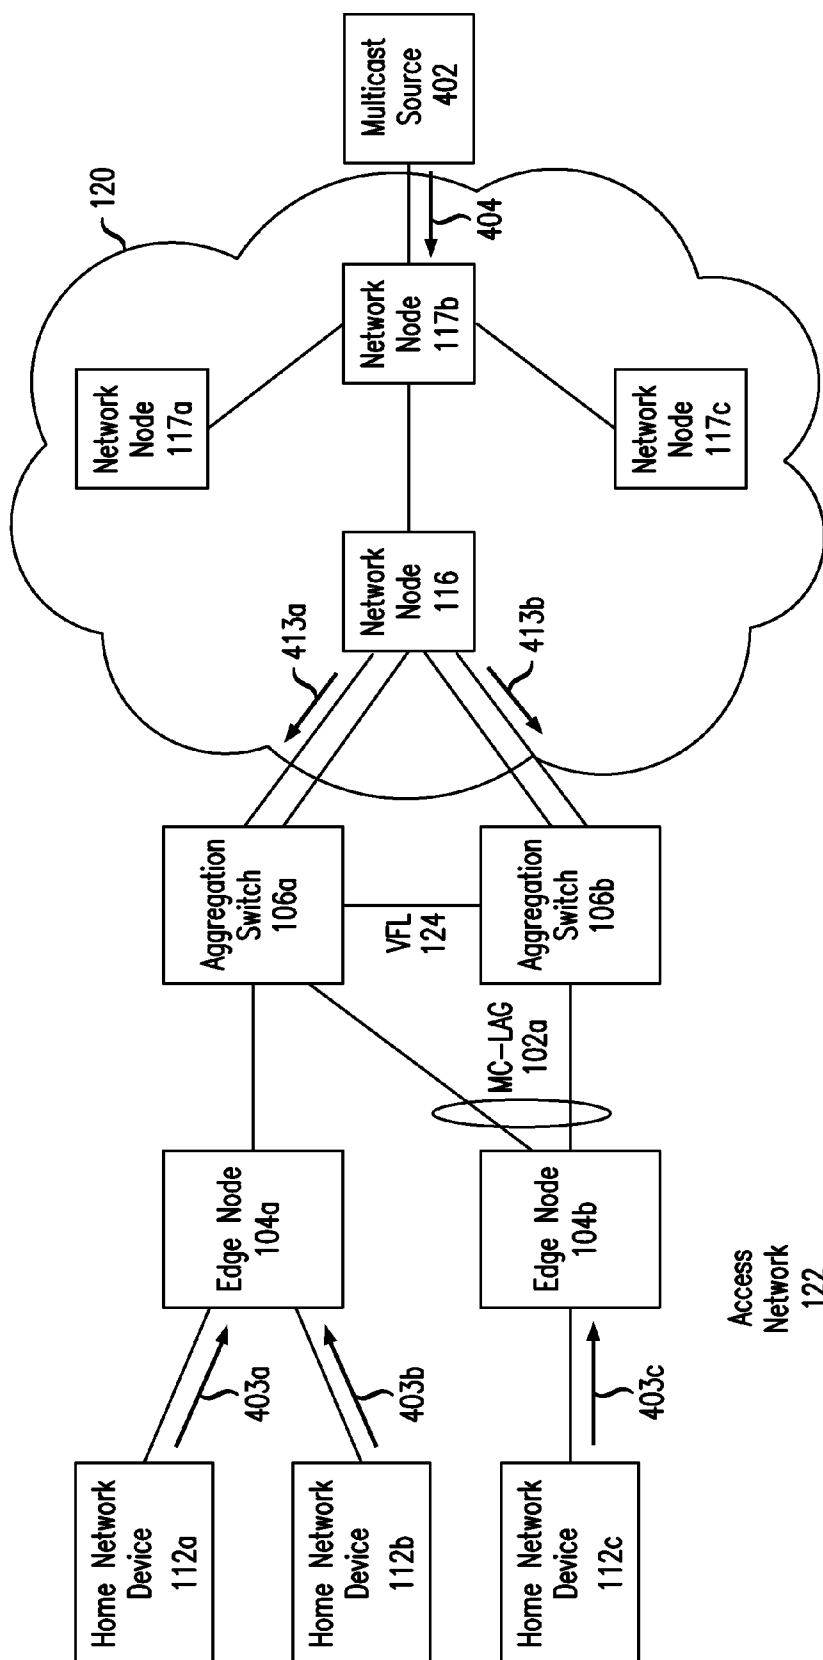 Home Network
Device
112a
Home Network
Device
112b
Home Network
Device
112c
403a
403b
403c
Edge Node
104a
Edge Node
104b
Access
Network
122
MC-LAG
102a
Aggregation
Switch
106a
VFL
124
Aggregation
Switch
106b
413a
413b
Network
Node
116
Network
Node
117a
Network
Node
117b
Network
Node
117c
120
404
Multicast
Source
402